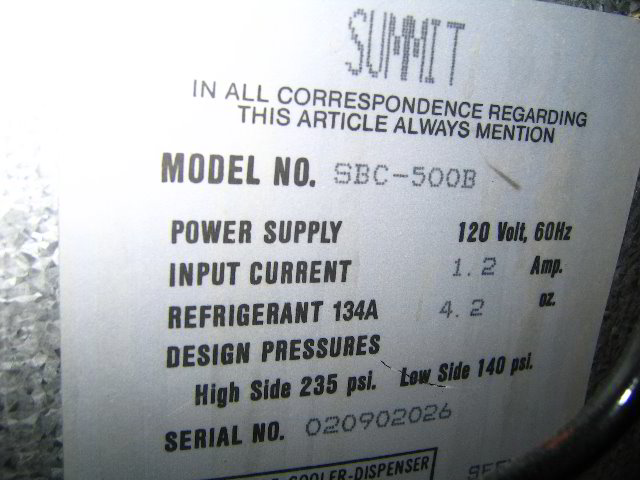 SUMMIT
IN ALL CORRESPONDENCE REGARDING
THIS ARTICLE ALWAYS MENTION
MODEL NO. SBC-500B
POWER SUPPLY 120 Volt, 60Hz
INPUT CURRENT 1.2 Amp.
REFRIGERANT 134A 4.2 oz.
DESIGN PRESSURES
High Side 235 psi. Low Side 140 psi.
SERIAL NO. 020902026
COOLER-DISPENSER